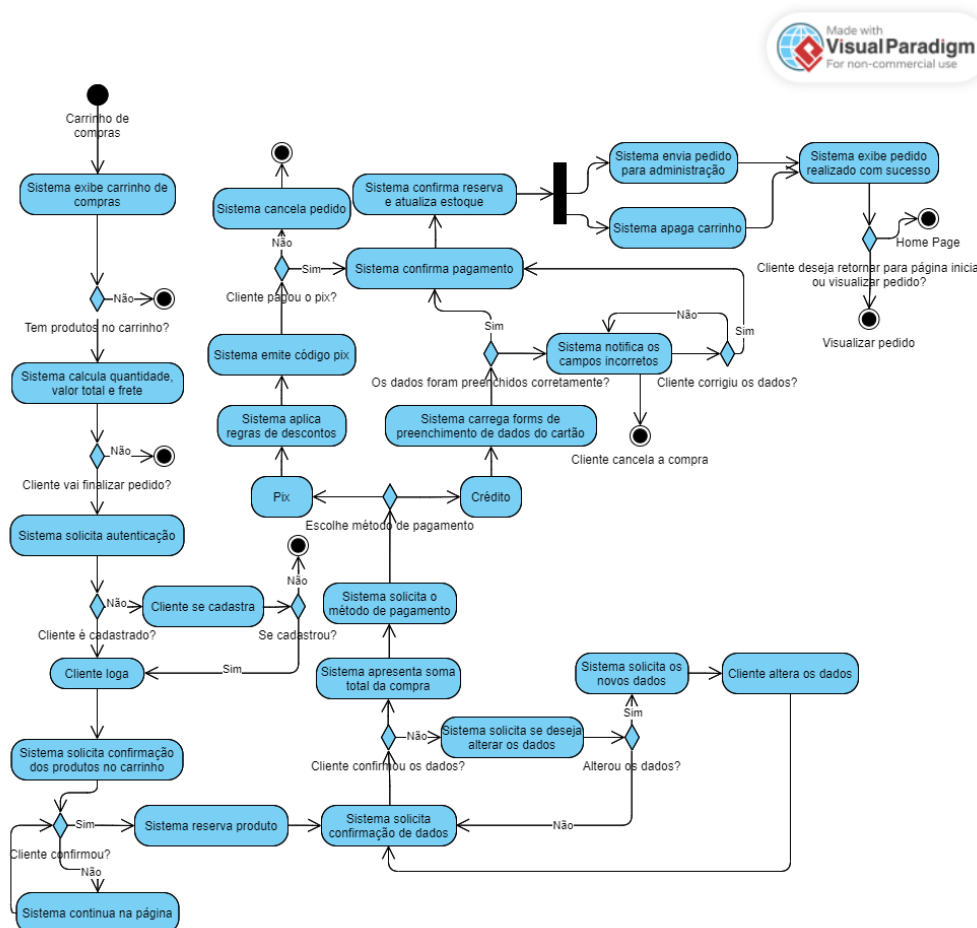 Made with
Visual Paradigm
For non-commercial use
Carrinho de
compras
Sistema exibe carrinho de
compras
Não
Tem produtos no carrinho?
Sistema calcula quantidade,
valor total e frete
Não
Cliente vai finalizar pedido?
Sistema solicita autenticação
Não
Cliente é cadastrado?
Cliente se cadastra
Não
Se cadastrou?
Sim
Cliente loga
Sistema solicita confirmação
dos produtos no carrinho
Sim
Cliente confirmou?
Não
Sistema continua na página
Sistema reserva produto
Sistema solicita
confirmação de dados
Cliente confirmou os dados?
Não
Sistema solicita se deseja
alterar os dados
Alterou os dados?
Não
Sim
Sistema solicita os
novos dados
Cliente altera os dados
Sistema apresenta soma
total da compra
Sistema solicita o
método de pagamento
Escolhe método de pagamento
Pix
Crédito
Sistema aplica
regras de descontos
Sistema emite código pix
Cliente pagou o pix?
Não
Sim
Sistema cancela pedido
Sistema carrega forms de
preenchimento de dados do cartão
Os dados foram preenchidos corretamente?
Sim
Sistema notifica os
campos incorretos
Não
Sim
Cliente corrigiu os dados?
Cliente cancela a compra
Sistema confirma pagamento
Sistema confirma reserva
e atualiza estoque
Sistema envia pedido
para administração
Sistema apaga carrinho
Sistema exibe pedido
realizado com sucesso
Home Page
Cliente deseja retornar para página inicia
ou visualizar pedido?
Visualizar pedido